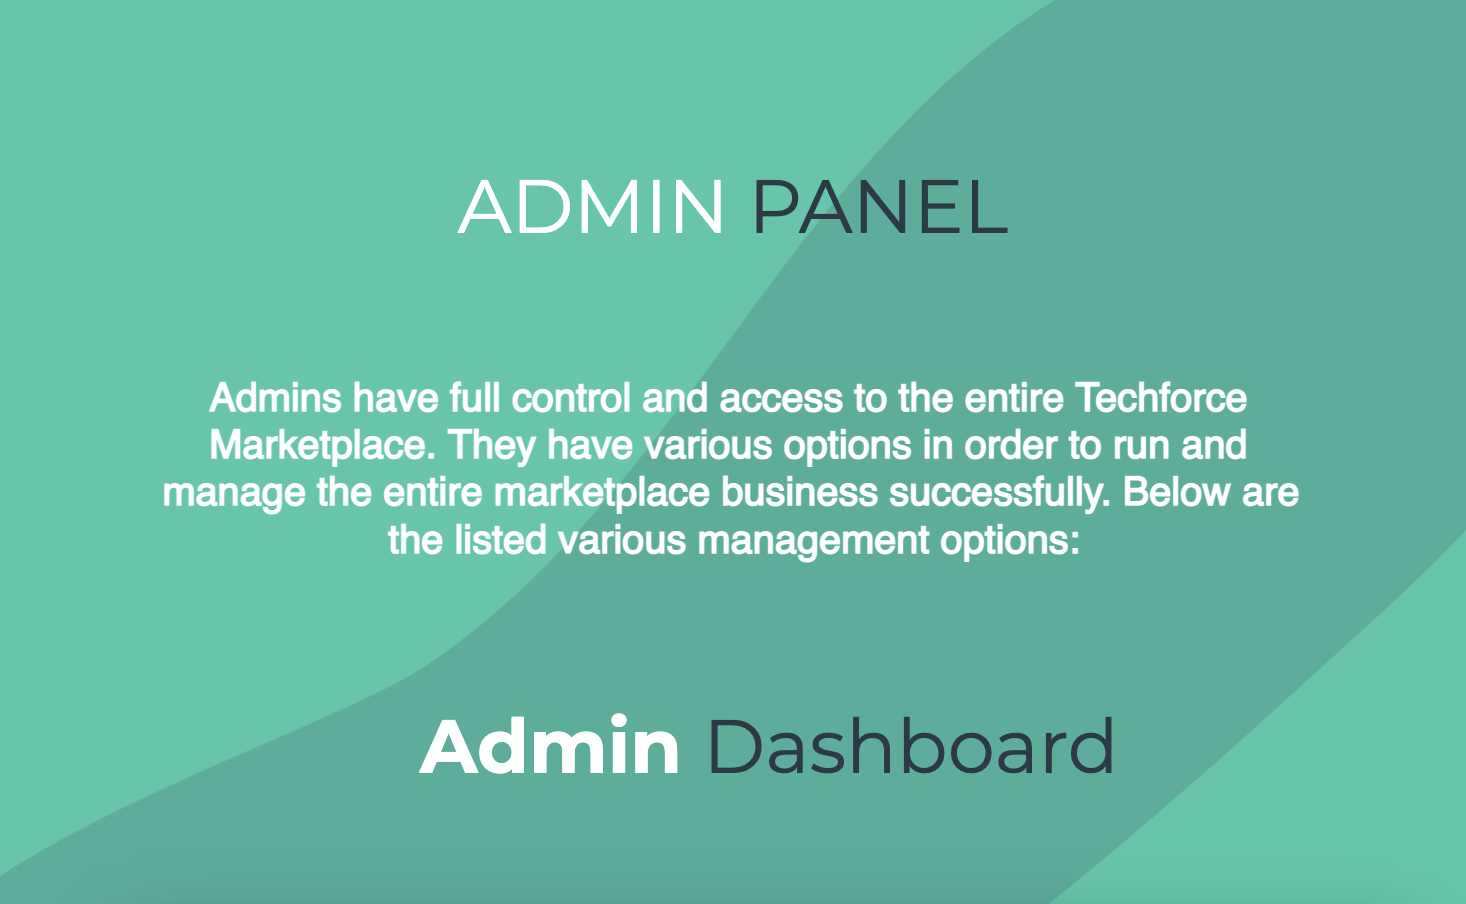 ADMIN PANEL
Admins have full control and access to the entire Techforce
Marketplace. They have various options in order to run and
manage the entire marketplace business successfully. Below are
the listed various management options:
Admin Dashboard